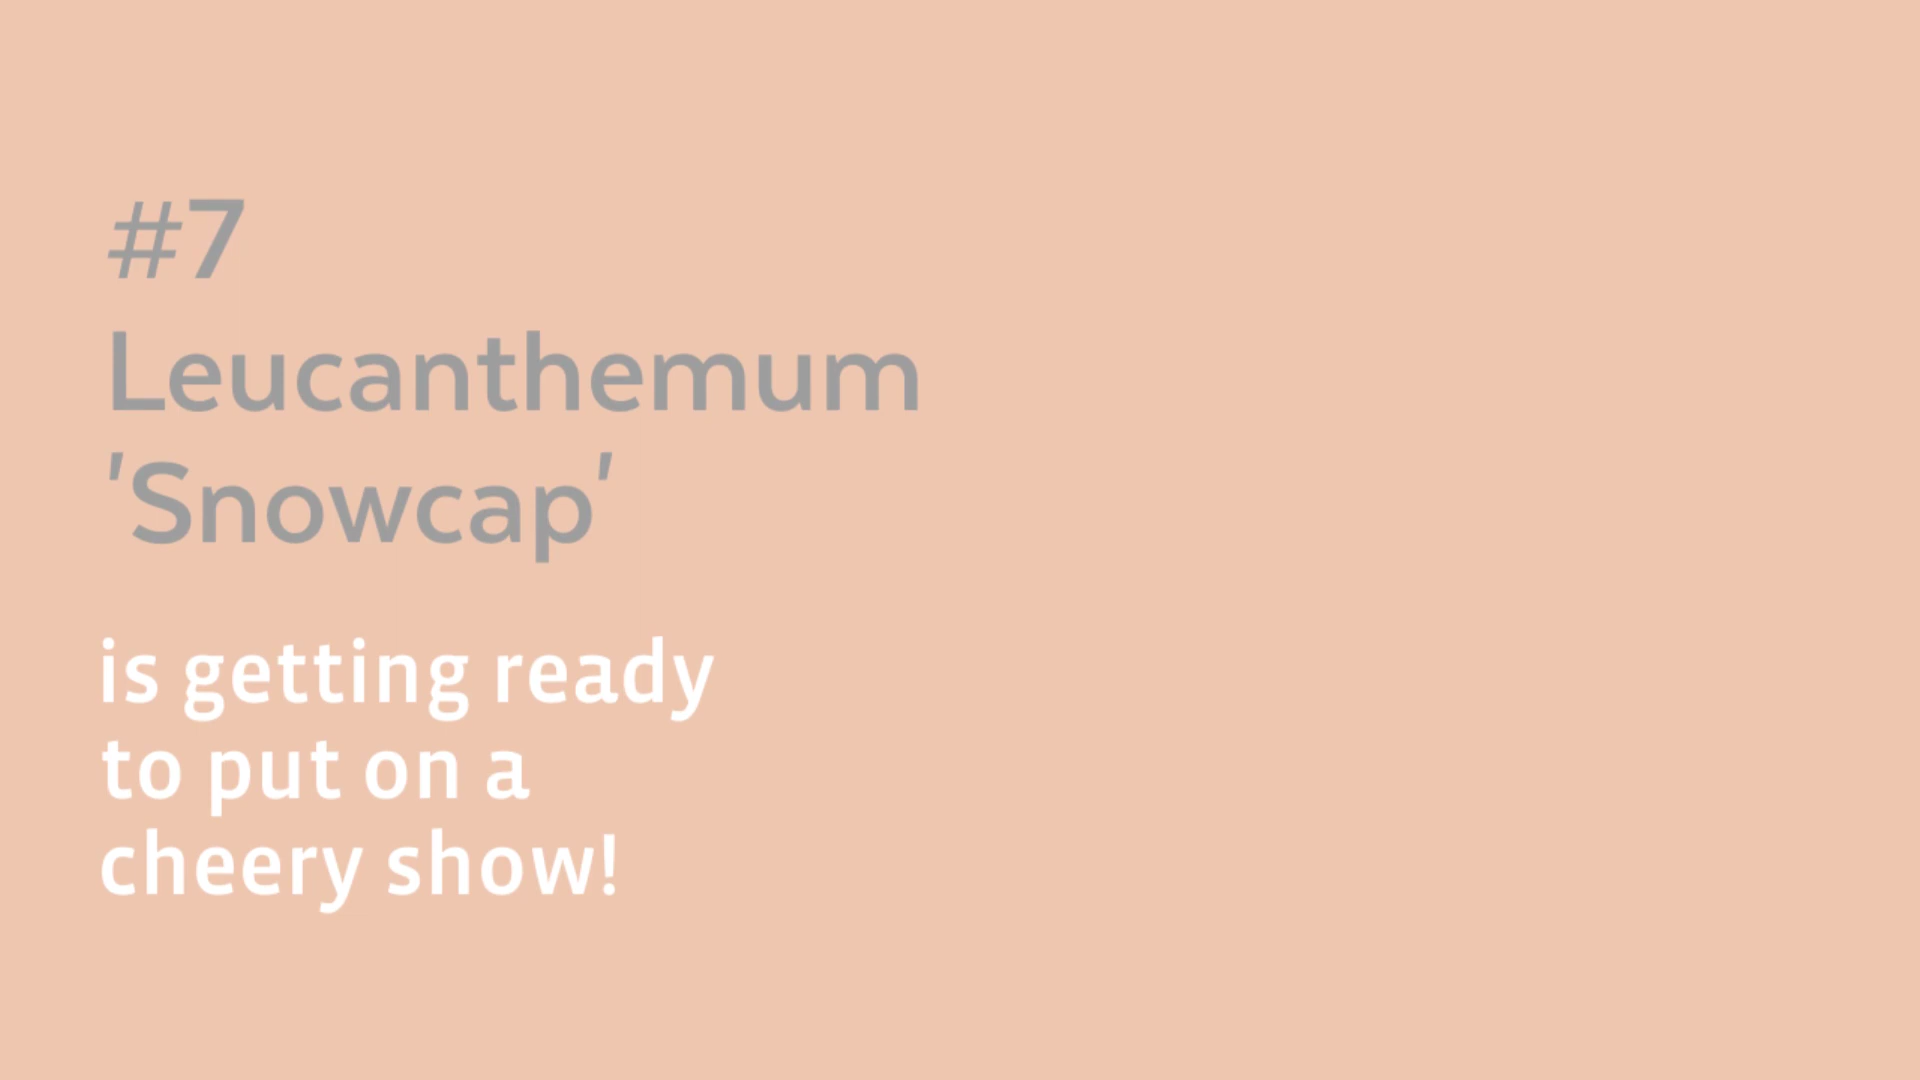 #7
Leucanthemum
'Snowcap'
is getting ready
to put on a
cheery show!